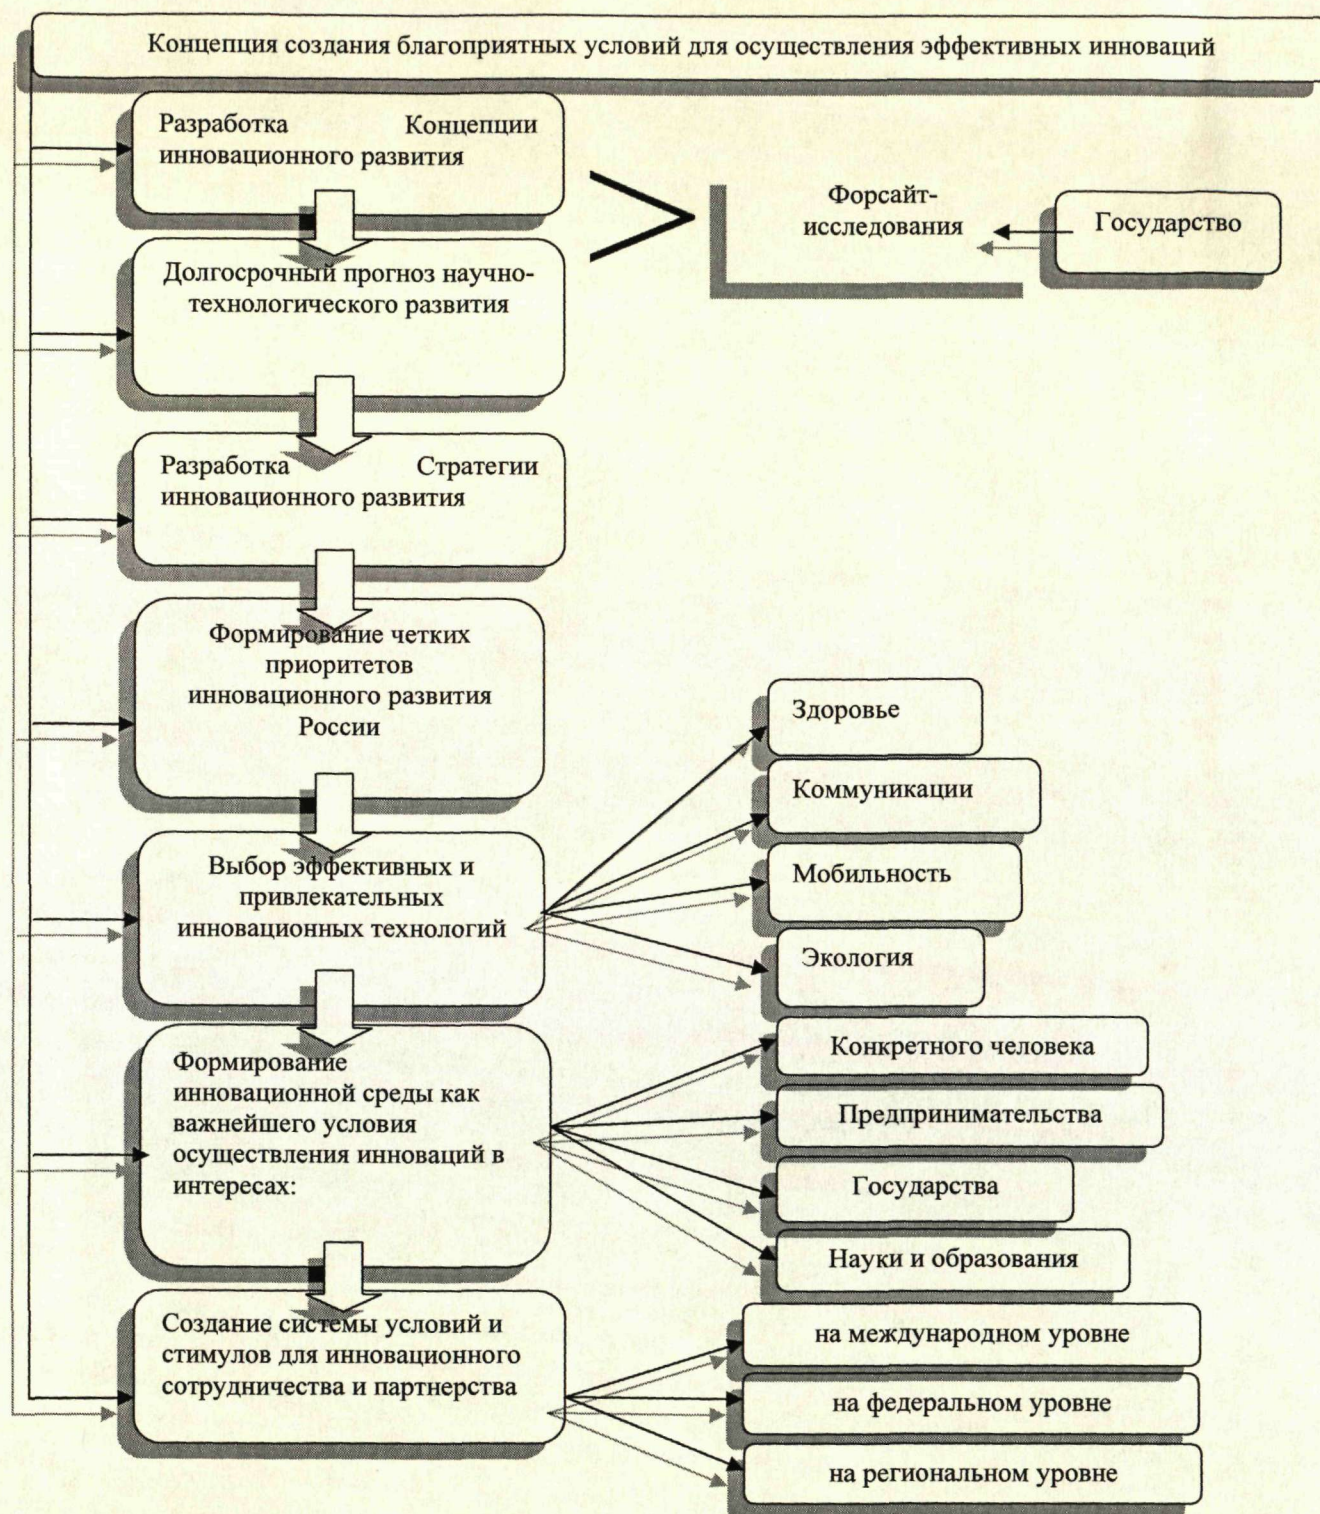 Концепция создания благоприятных условий для осуществления эффективных инноваций
Разработка Концепции
инновационного развития
Форсайт-
исследования
Государство
Долгосрочный прогноз научно-
технологического развития
Разработка Стратегии
инновационного развития
Формирование четких
приоритетов
инновационного развития
России
Выбор эффективных и
привлекательных
инновационных технологий
Здоровье
Коммуникации
Мобильность
Экология
Формирование
инновационной среды как
важнейшего условия
осуществления инноваций в
интересах:
Конкретного человека
Предпринимательства
Государства
Науки и образования
Создание системы условий и
стимулов для инновационного
сотрудничества и партнерства
на международном уровне
на федеральном уровне
на региональном уровне